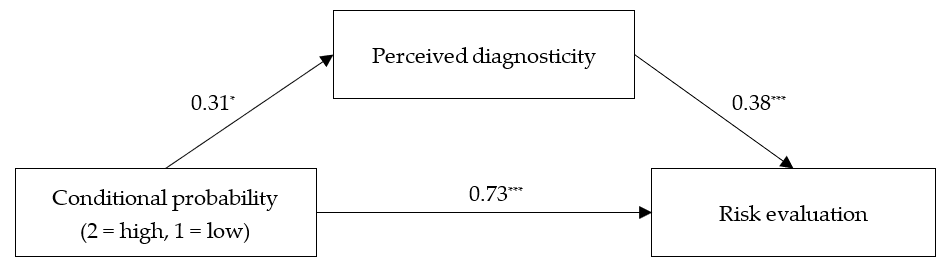 Perceived diagnosticity
0.31*
0.38***
Conditional probability
(2 = high, 1 = low)
0.73***
Risk evaluation